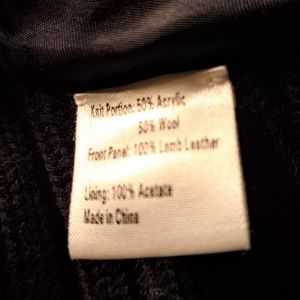 Knit Portion: 50% Acrylic
50% Wool
Front Panel: 100% Lamb Leather
Lining: 100% Acetate
Made in China